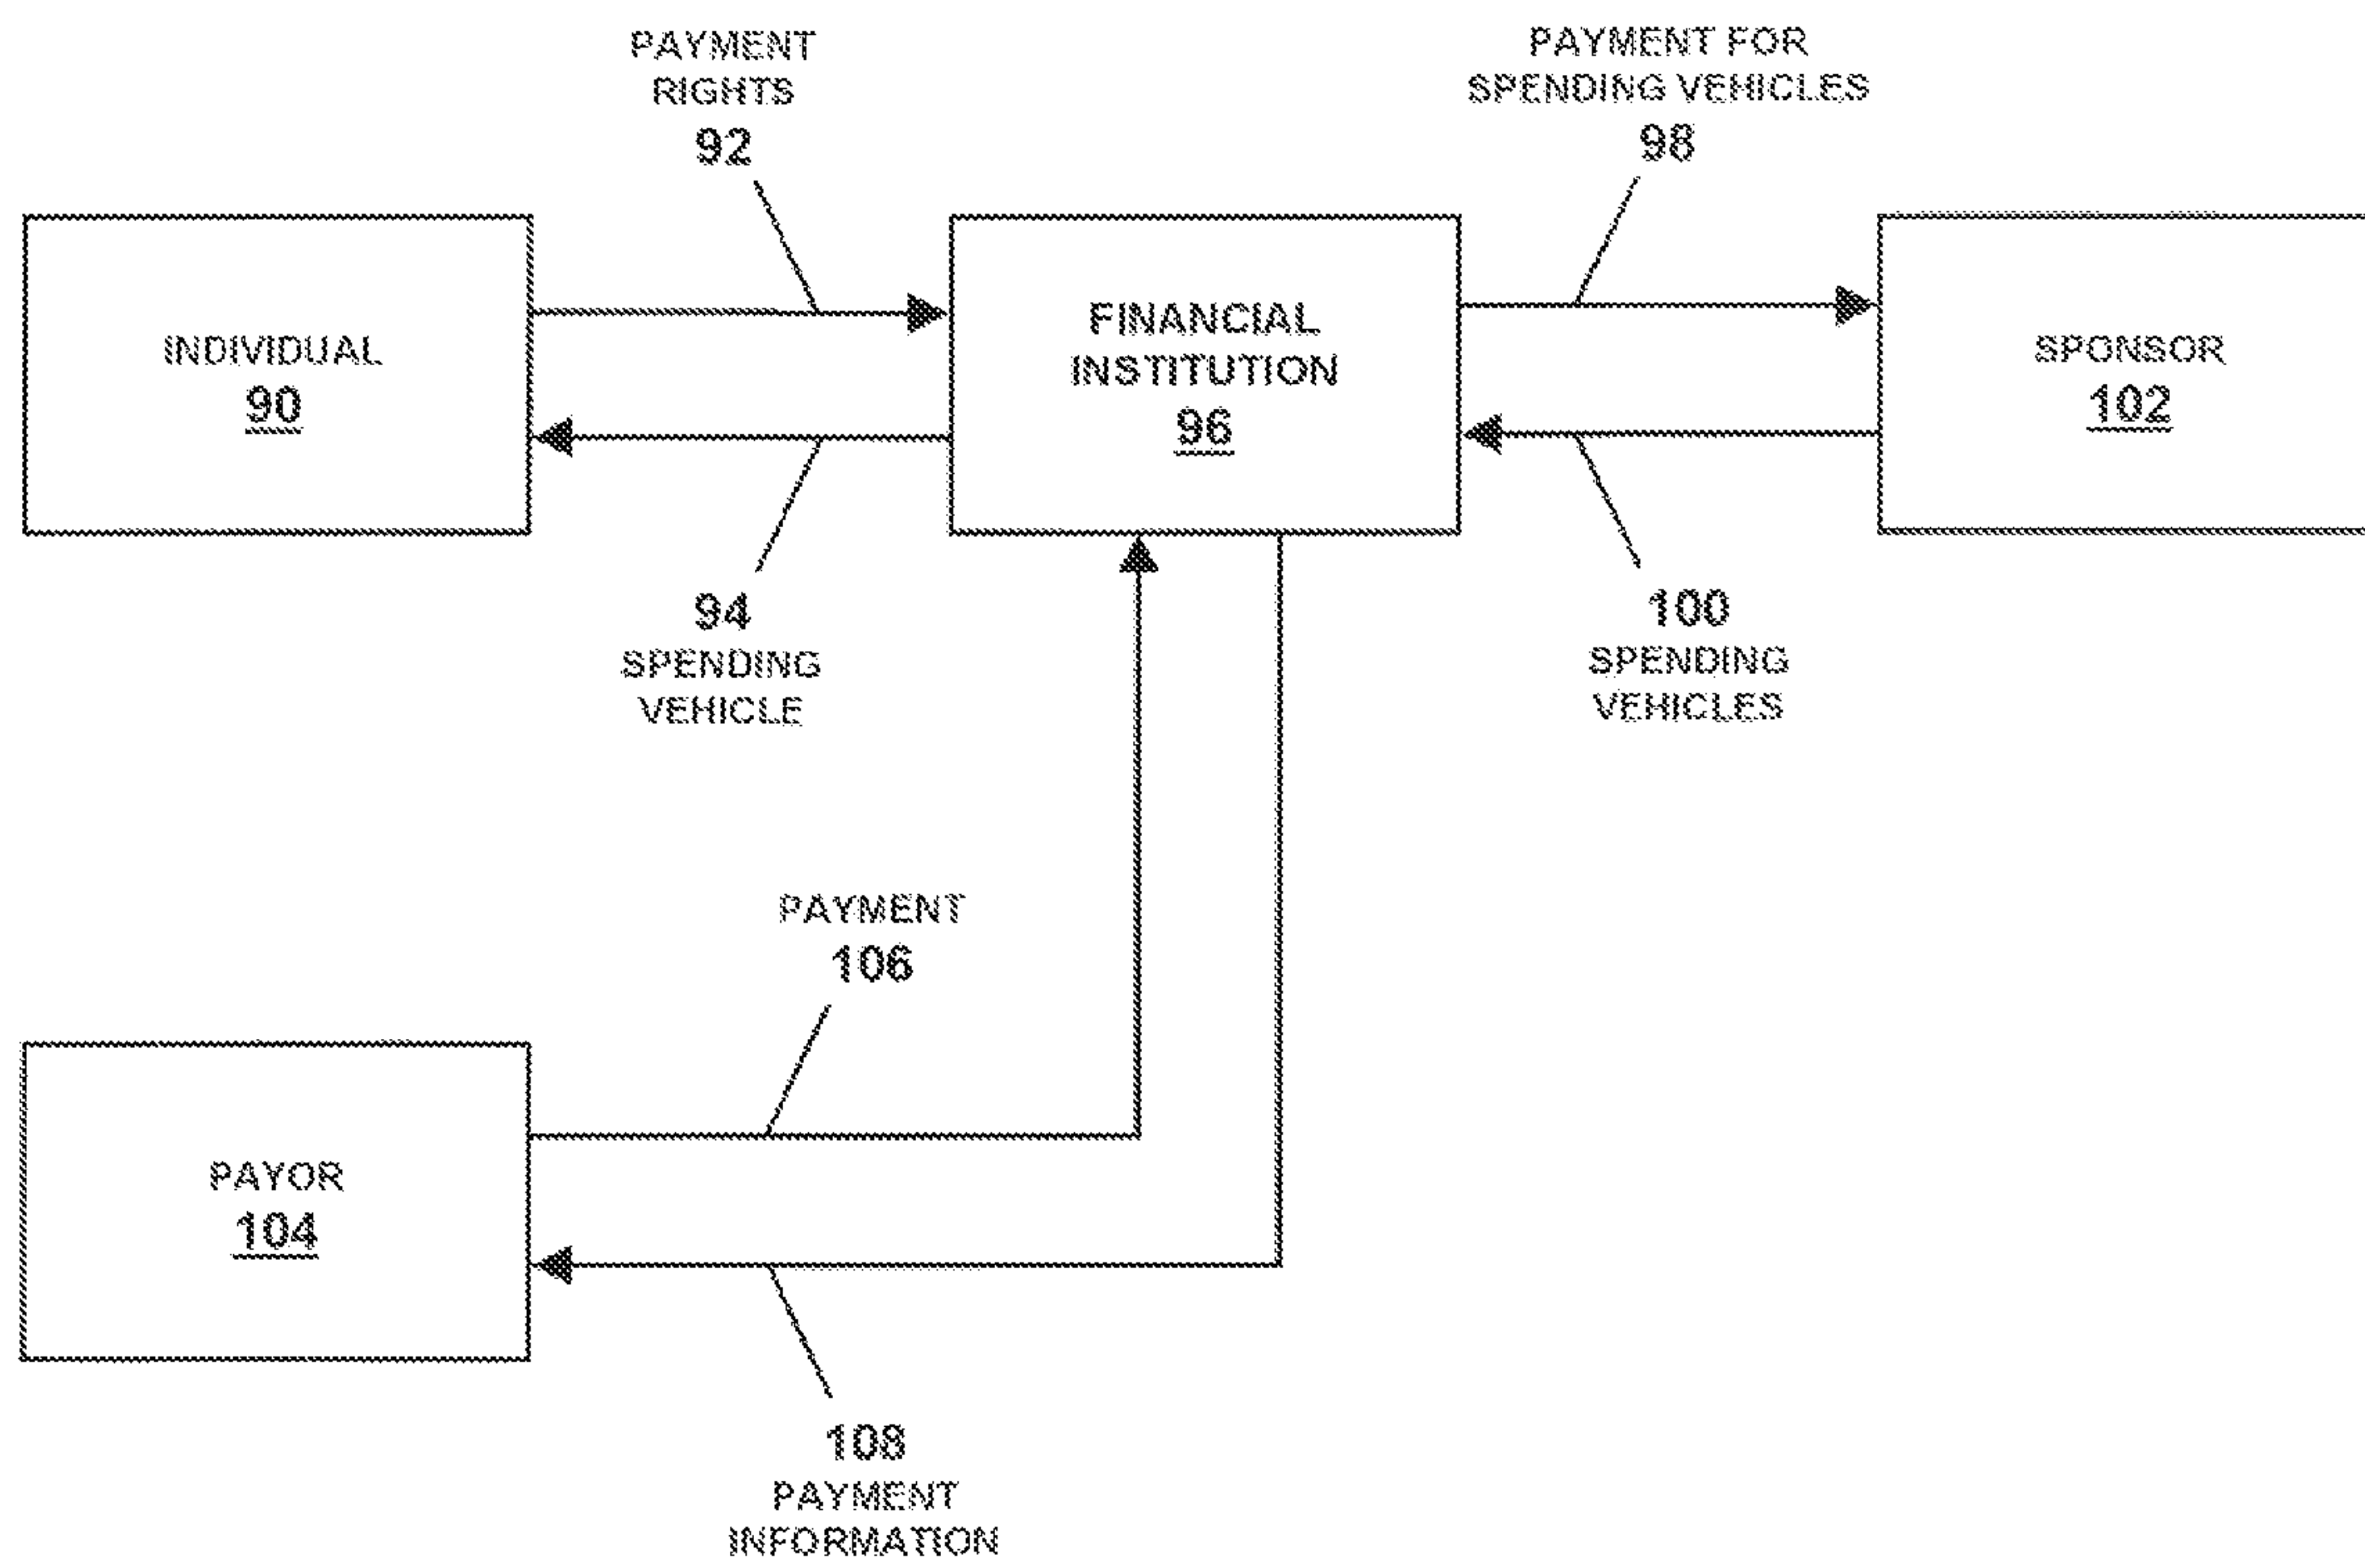 PAYMENT
RIGHTS
92
PAYMENT FOR
SPENDING VEHICLES
98
INDIVIDUAL
90
FINANCIAL
INSTITUTION
96
SPONSOR
102
94
SPENDING
VEHICLE
100
SPENDING
VEHICLES
PAYMENT
106
PAYOR
104
108
PAYMENT
INFORMATION